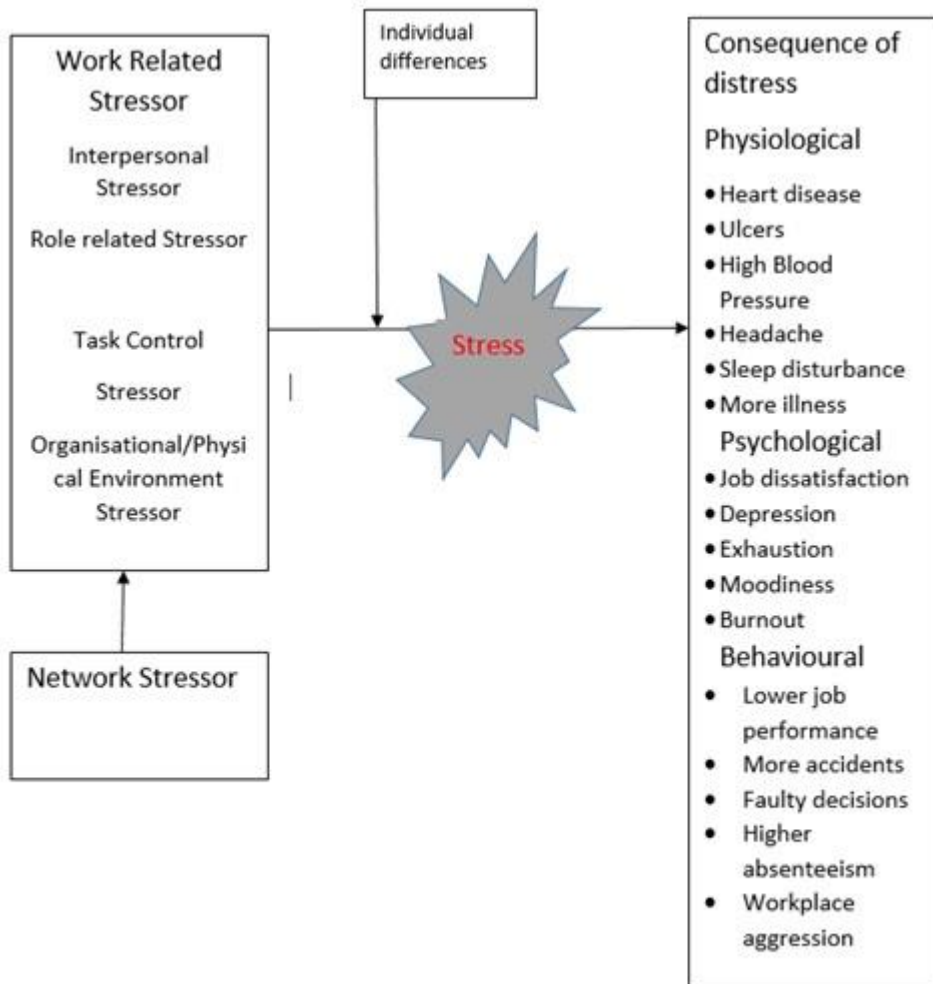 Work Related
Stressor
Interpersonal
Stressor
Role related Stressor
Task Control
Stressor
Organisational/Physi
cal Environment
Stressor
Network Stressor
Individual
differences
Stress
Consequence of
distress
Physiological
• Heart disease
• Ulcers
• High Blood
Pressure
• Headache
• Sleep disturbance
• More illness
Psychological
• Job dissatisfaction
• Depression
• Exhaustion
• Moodiness
• Burnout
Behavioural
• Lower job
performance
• More accidents
• Faulty decisions
• Higher
absenteeism
• Workplace
aggression